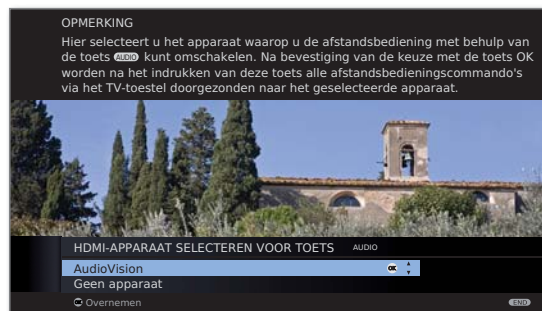 OPMERKING
Hier selecteert u het apparaat waarop u de afstandsbediening met behulp van
de toets AUDIO kunt omschakelen. Na bevestiging van de keuze met de toets OK
worden na het indrukken van deze toets alle afstandsbedieningscommando's
via het TV-toestel doorgezonden naar het geselecteerde apparaat.
HDMI-APPARAAT SELECTEREN VOOR TOETS AUDIO
AudioVision OK
Geen apparaat
OK Overnemen END